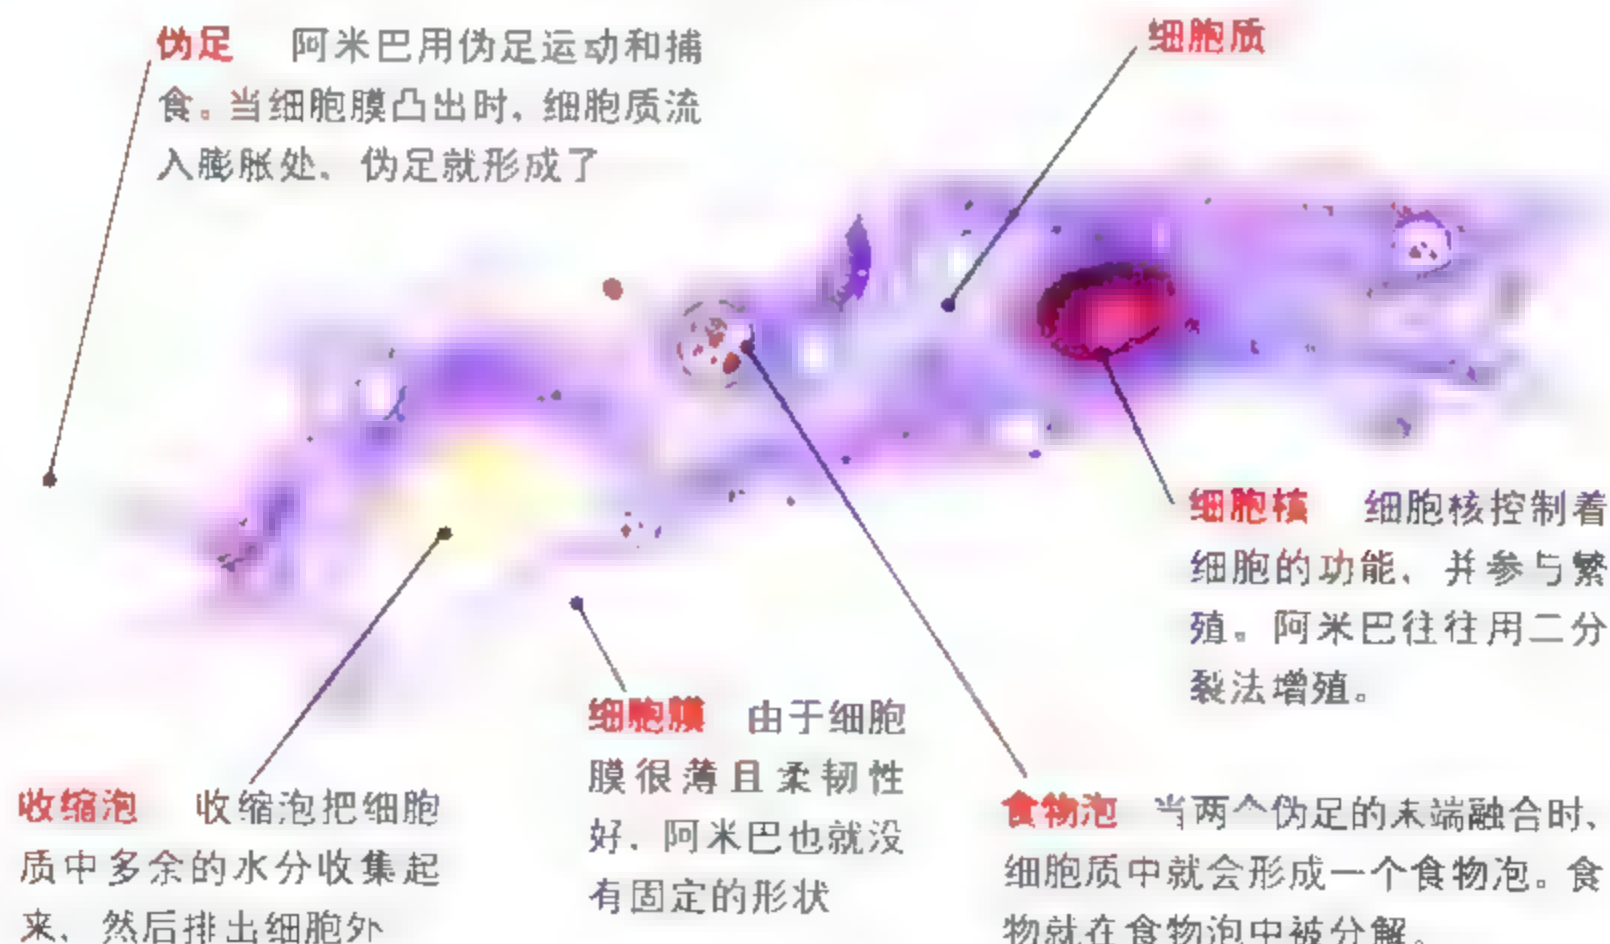 伪足 阿米巴用伪足运动和捕
食。当细胞膜凸出时，细胞质流
入膨胀处、伪足就形成了
细胞质
细胞核 细胞核控制着
细胞的功能、并参与繁
殖。阿米巴往往用二分
裂法增殖。
细胞膜 由于细胞
膜很薄且柔韧性
好，阿米巴也就没
有固定的形状
收缩泡 收缩泡把细胞
质中多余的水分收集起
来、然后排出细胞外
食物泡 当两个伪足的末端融合时、
细胞质中就会形成一个食物泡。食
物就在食物泡中被分解。